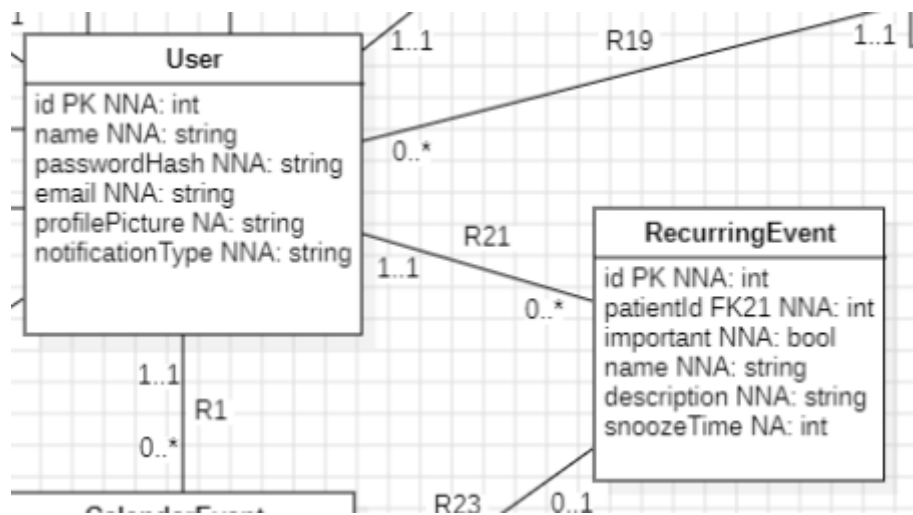 1
1..1
R19
1..1
User
id PK NNA: int
name NNA: string
passwordHash NNA: string
email NNA: string
profilePicture NA: string
notificationType NNA: string
0..*
R21
1..1
0..*
RecurringEvent
id PK NNA: int
patientId FK21 NNA: int
important NNA: bool
name NNA: string
description NNA: string
snoozeTime NA: int
1..1
R1
0..*
R23
0..1